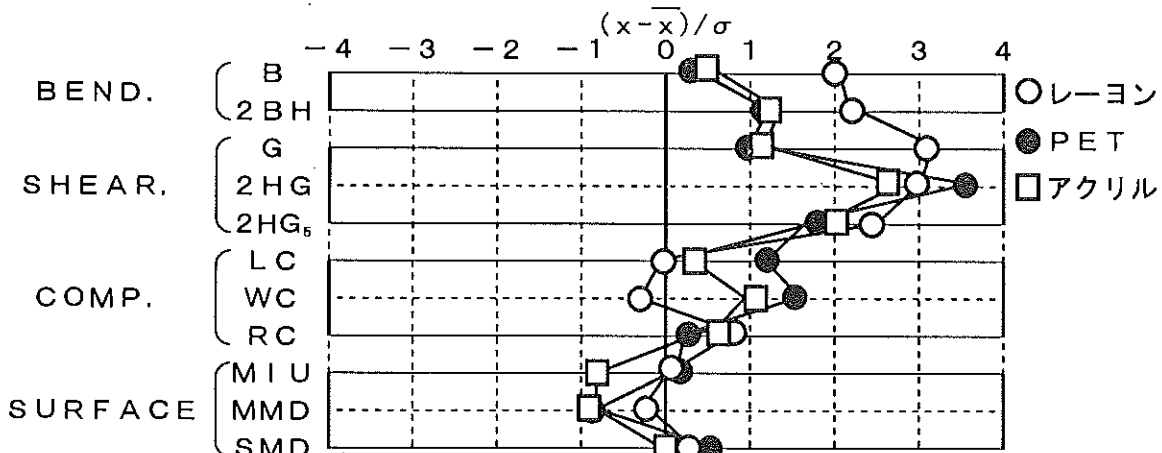 (x-x̄)/σ
-4 -3 -2 -1 0 1 2 3 4
BEND. B
2BH
SHEAR. G
2HG
2HG₅
COMP. LC
WC
RC
SURFACE MIU
MMD
SMD
レーヨン
PET
アクリル